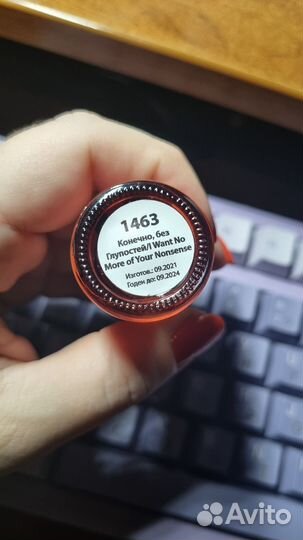 1463
Конечно, без
Глупостей/I Want No
More of Your Nonsense
Изготов.: 09.2021
Годен до: 09.2024
Avito